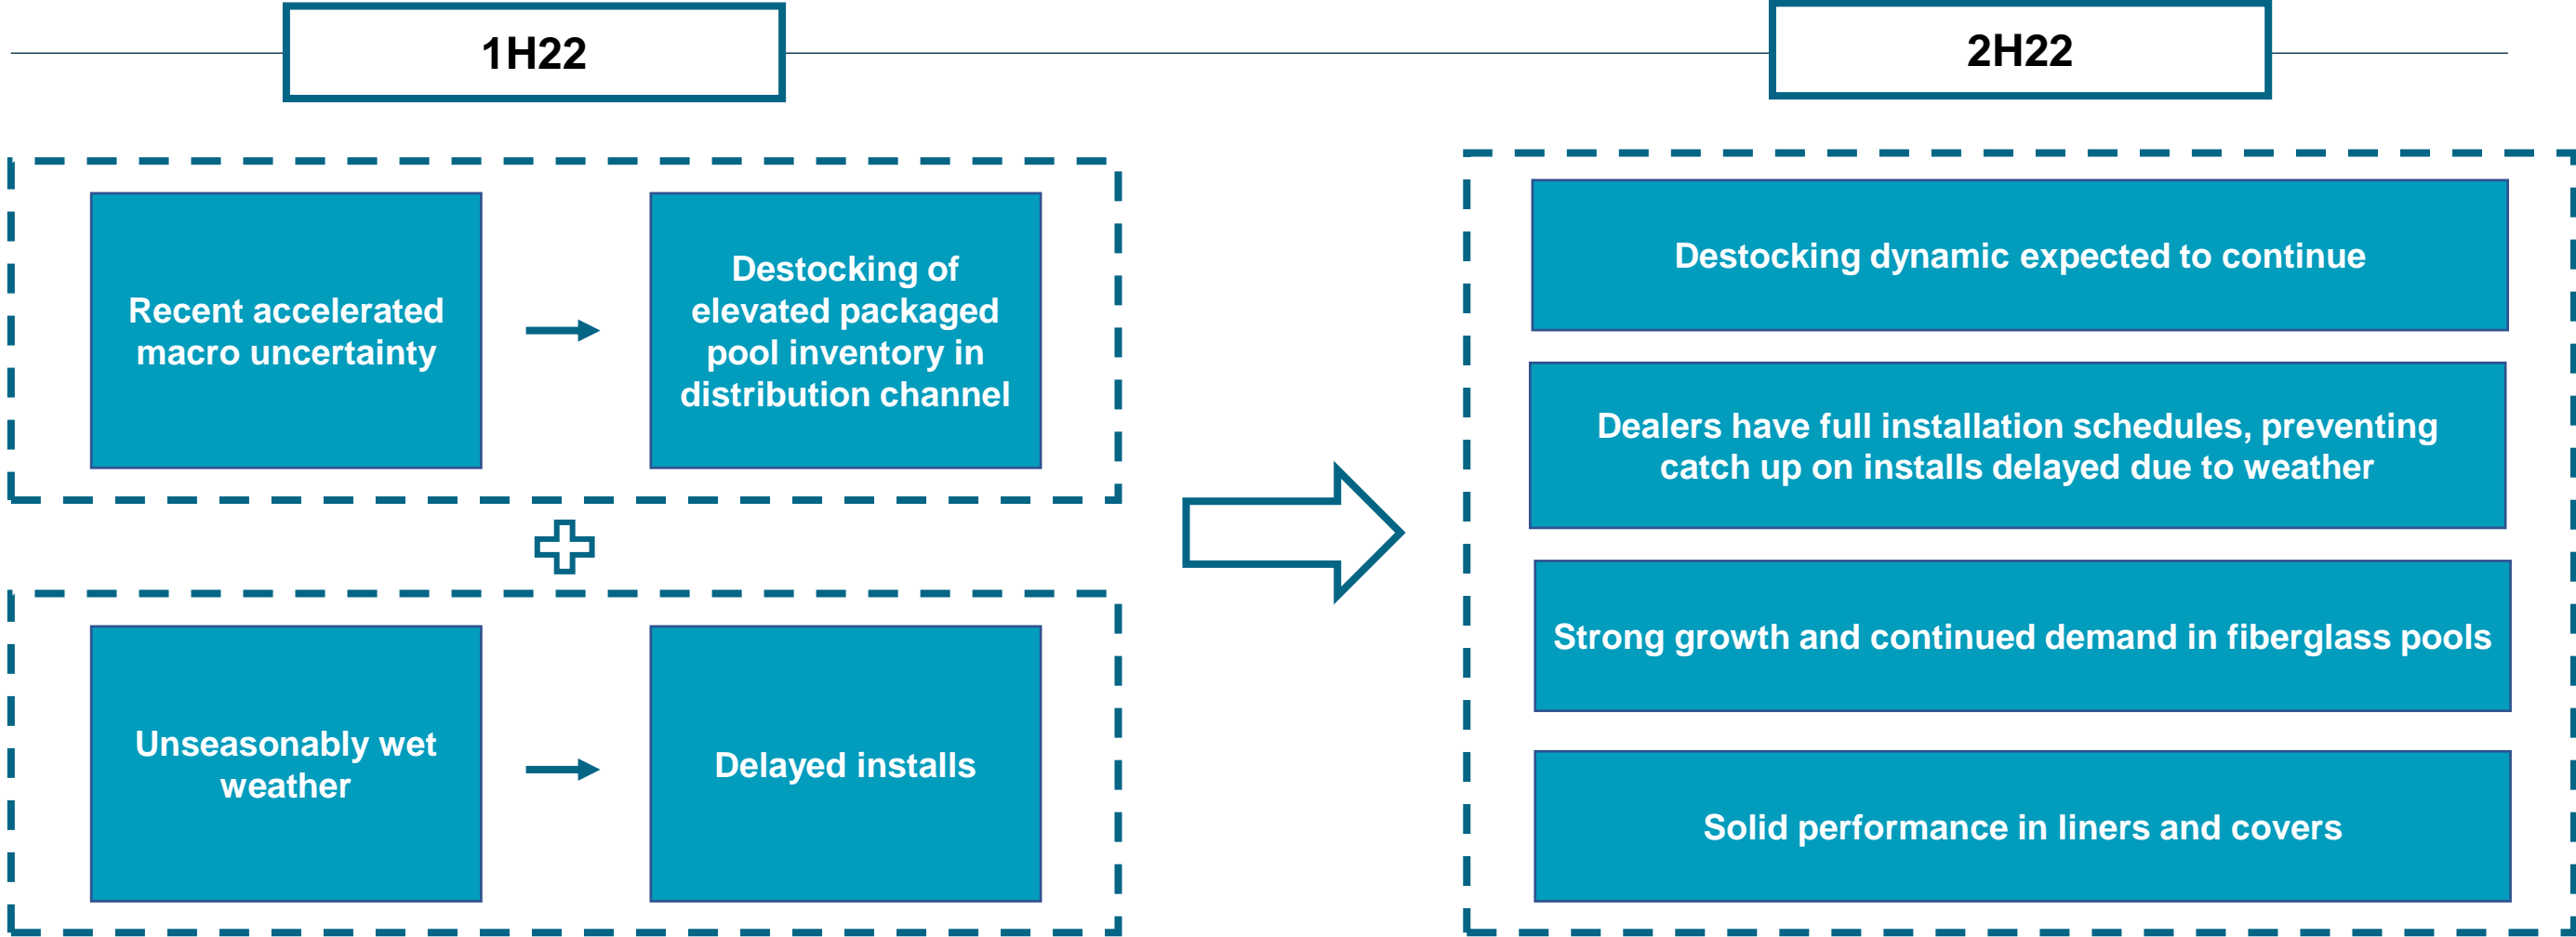 1H22
2H22
Recent accelerated
macro uncertainty
Destocking of
elevated packaged
pool inventory in
distribution channel
Unseasonably wet
weather
Delayed installs
Destocking dynamic expected to continue
Dealers have full installation schedules, preventing
catch up on installs delayed due to weather
Strong growth and continued demand in fiberglass pools
Solid performance in liners and covers